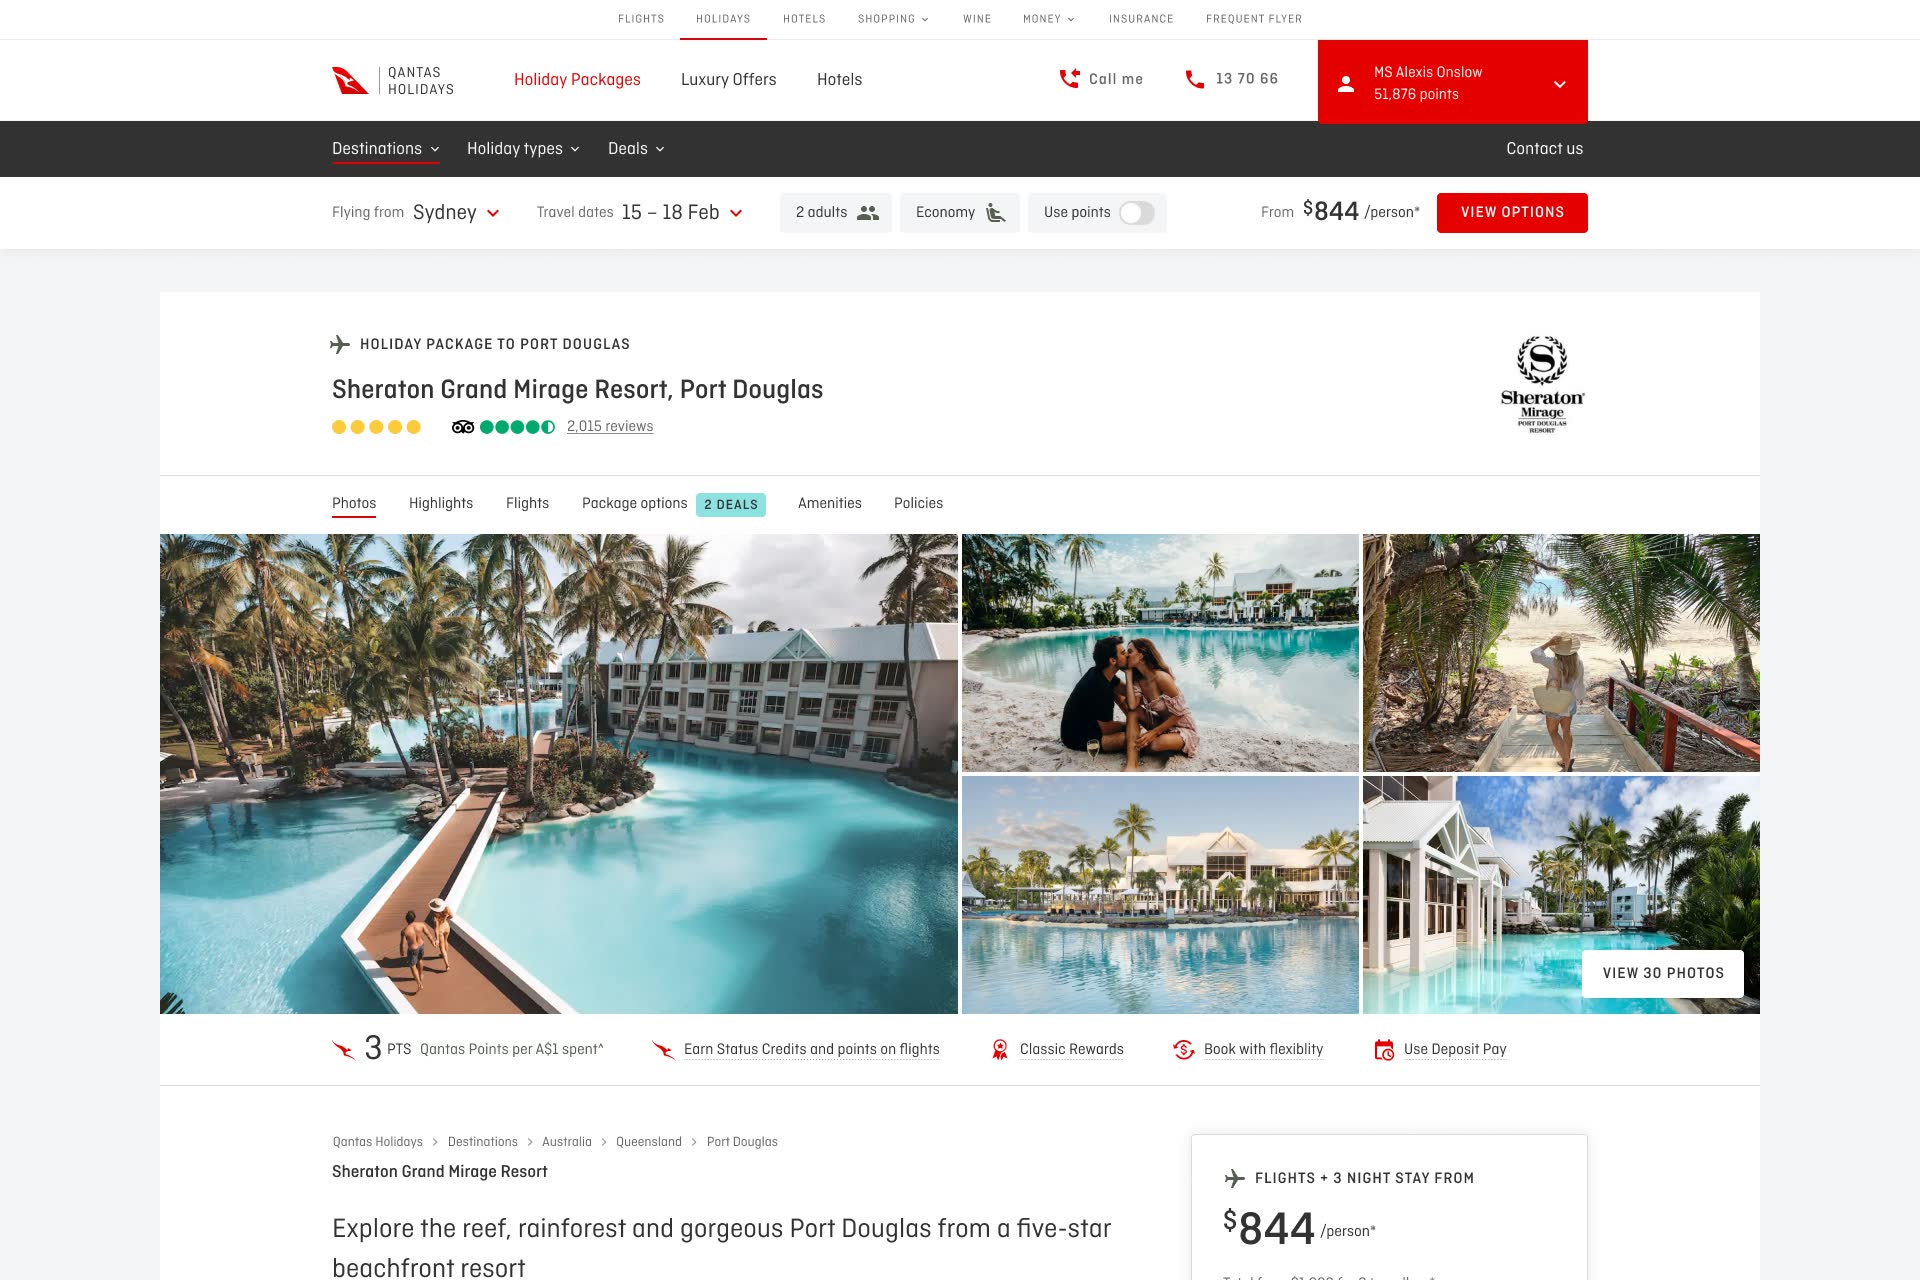 FLIGHTS HOLIDAYS HOTELS SHOPPING WINE MONEY INSURANCE FREQUENT FLYER
QANTAS
HOLIDAYS
Holiday Packages Luxury Offers Hotels
Call me 13 70 66
MS Alexis Onslow
51,876 points
Destinations Holiday types Deals Contact us
Flying from Sydney Travel dates 15 – 18 Feb 2 adults Economy Use points From $844 /person* VIEW OPTIONS
HOLIDAY PACKAGE TO PORT DOUGLAS
Sheraton Grand Mirage Resort, Port Douglas
2,015 reviews
S
Sheraton
Mirage
PORT DOUGLAS
RESORT
Photos Highlights Flights Package options 2 DEALS Amenities Policies
VIEW 30 PHOTOS
3 PTS Qantas Points per A$1 spent^ Earn Status Credits and points on flights Classic Rewards Book with flexiblity Use Deposit Pay
Qantas Holidays > Destinations > Australia > Queensland > Port Douglas
Sheraton Grand Mirage Resort
Explore the reef, rainforest and gorgeous Port Douglas from a five-star
beachfront resort
FLIGHTS + 3 NIGHT STAY FROM
$844 /person*